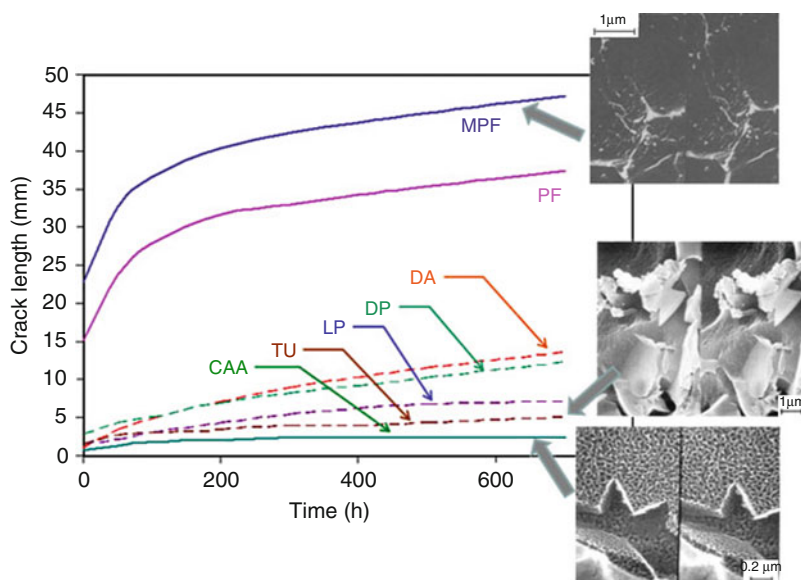 1μm
50
45
40
35
30
25
20
15
10
5
0
Crack length (mm)
MPF
PF
DA
DP
LP
TU
CAA
1μm
0 200 400 600
Time (h)
0.2 μm